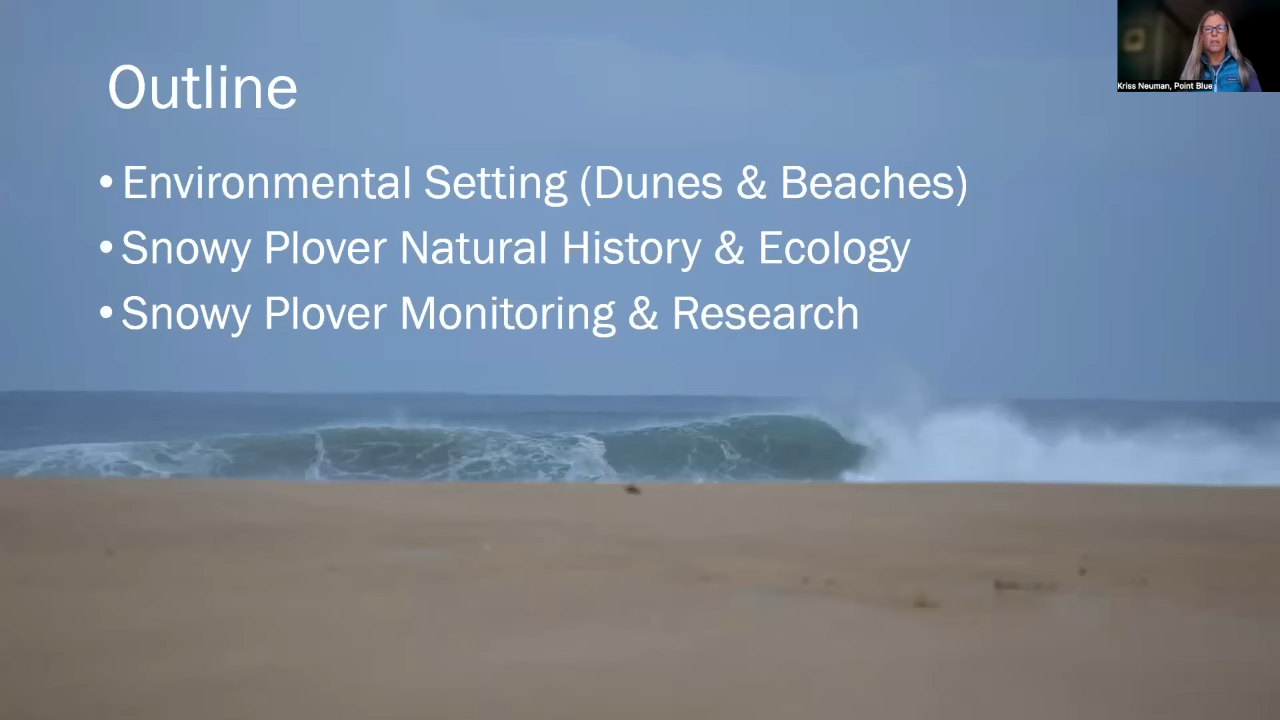 Outline
• Environmental Setting (Dunes & Beaches)
• Snowy Plover Natural History & Ecology
• Snowy Plover Monitoring & Research
Kriss Neuman, Point Blue